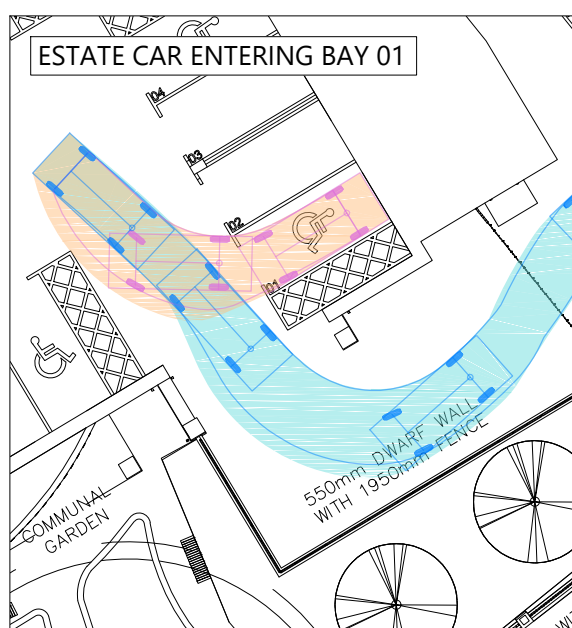 ESTATE CAR ENTERING BAY 01
04
03
02
01
550mm DWARF WALL
WITH 1950mm FENCE
COMMUNAL
GARDEN